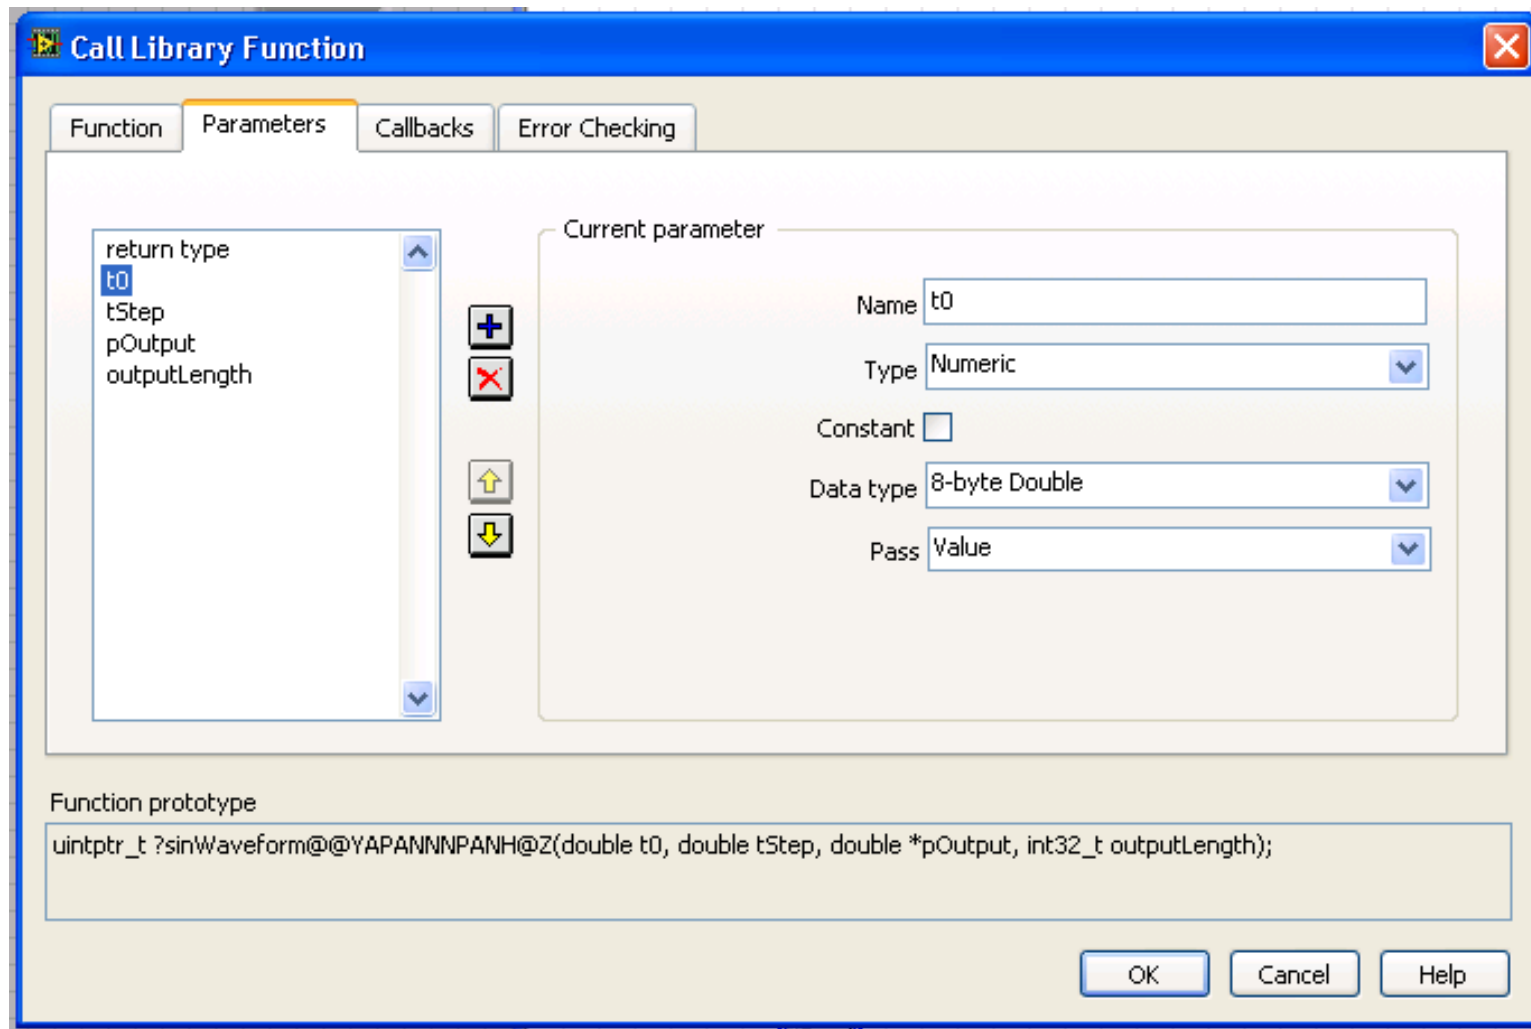 Call Library Function
Function
Parameters
Callbacks
Error Checking
return type
t0
tStep
pOutput
outputLength
Current parameter
Name t0
Type Numeric
Constant
Data type 8-byte Double
Pass Value
Function prototype
uintptr_t ?sinWaveform@@YAPANNNPANH@Z(double t0, double tStep, double *pOutput, int32_t outputLength);
OK
Cancel
Help